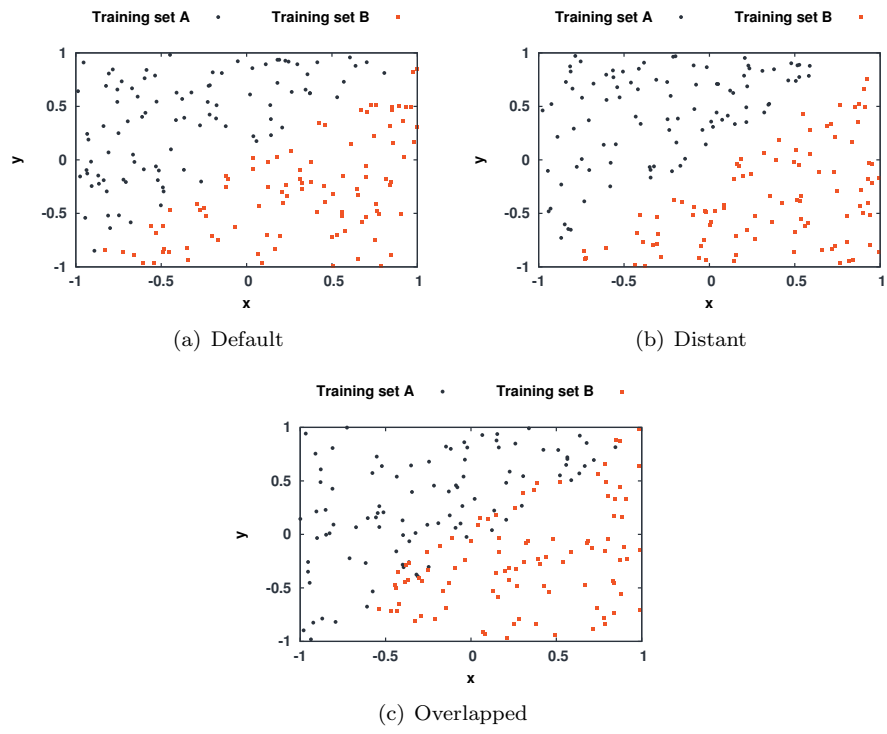 Training set A Training set B Training set A Training set B
1 1
0.5 0.5
y 0 y 0
-0.5 -0.5
-1 -1
-1 -0.5 0 0.5 1 -1 -0.5 0 0.5 1
x x
(a) Default (b) Distant
Training set A Training set B
1
0.5
y 0
-0.5
-1
-1 -0.5 0 0.5 1
x
(c) Overlapped